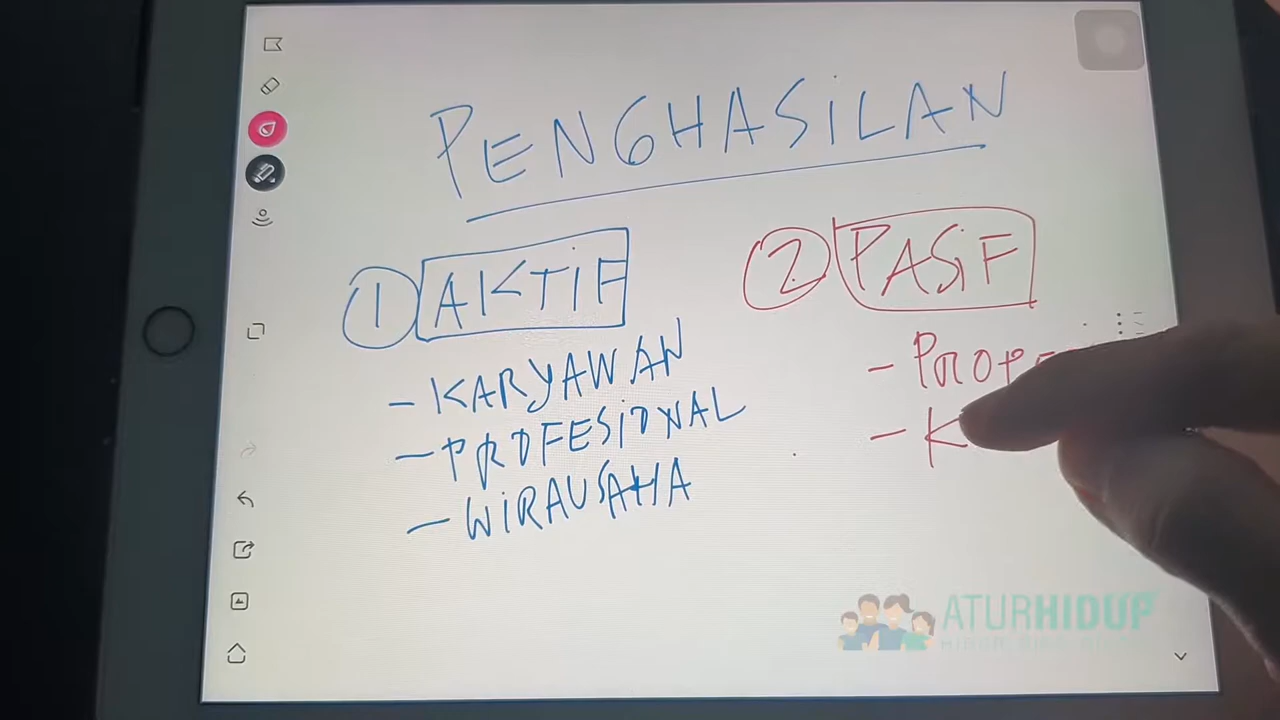 PENGHASiLAN
1 AKTiF
- KARYAWAN
- PROFESiONAL
- WiRAUSAHA
2 PASiF
ATURHIDUP